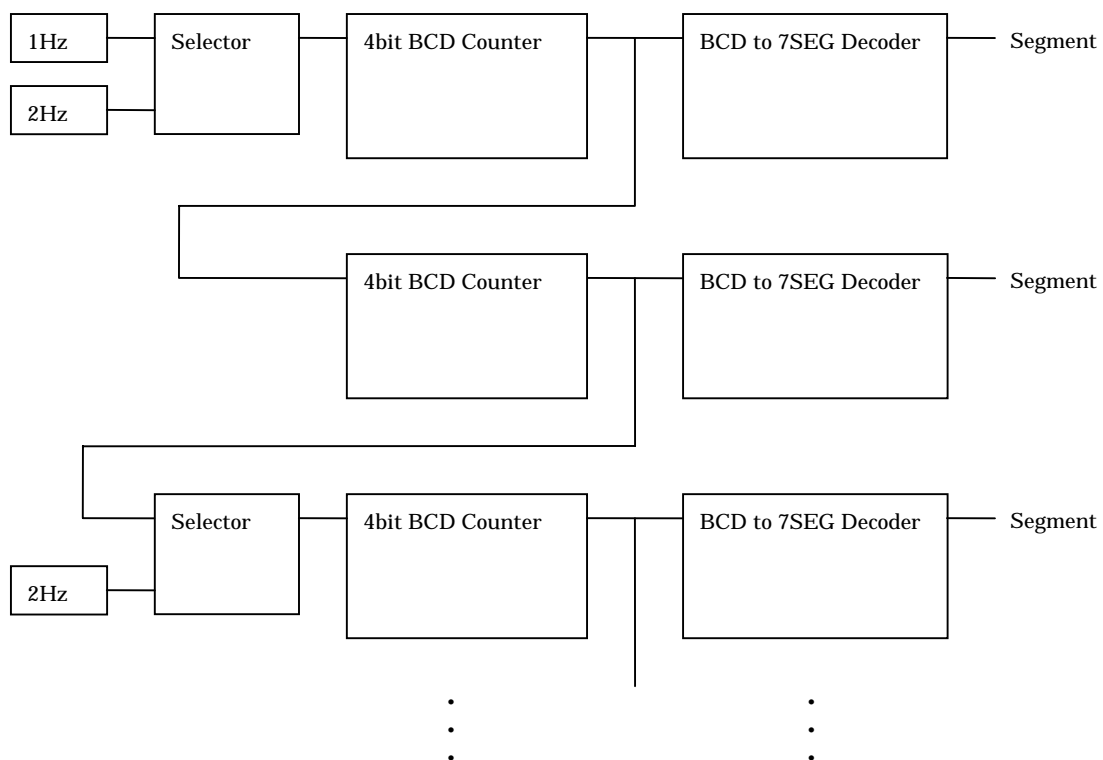 1Hz
Selector
4bit BCD Counter
BCD to 7SEG Decoder
Segment
2Hz
4bit BCD Counter
BCD to 7SEG Decoder
Segment
Selector
4bit BCD Counter
BCD to 7SEG Decoder
Segment
2Hz